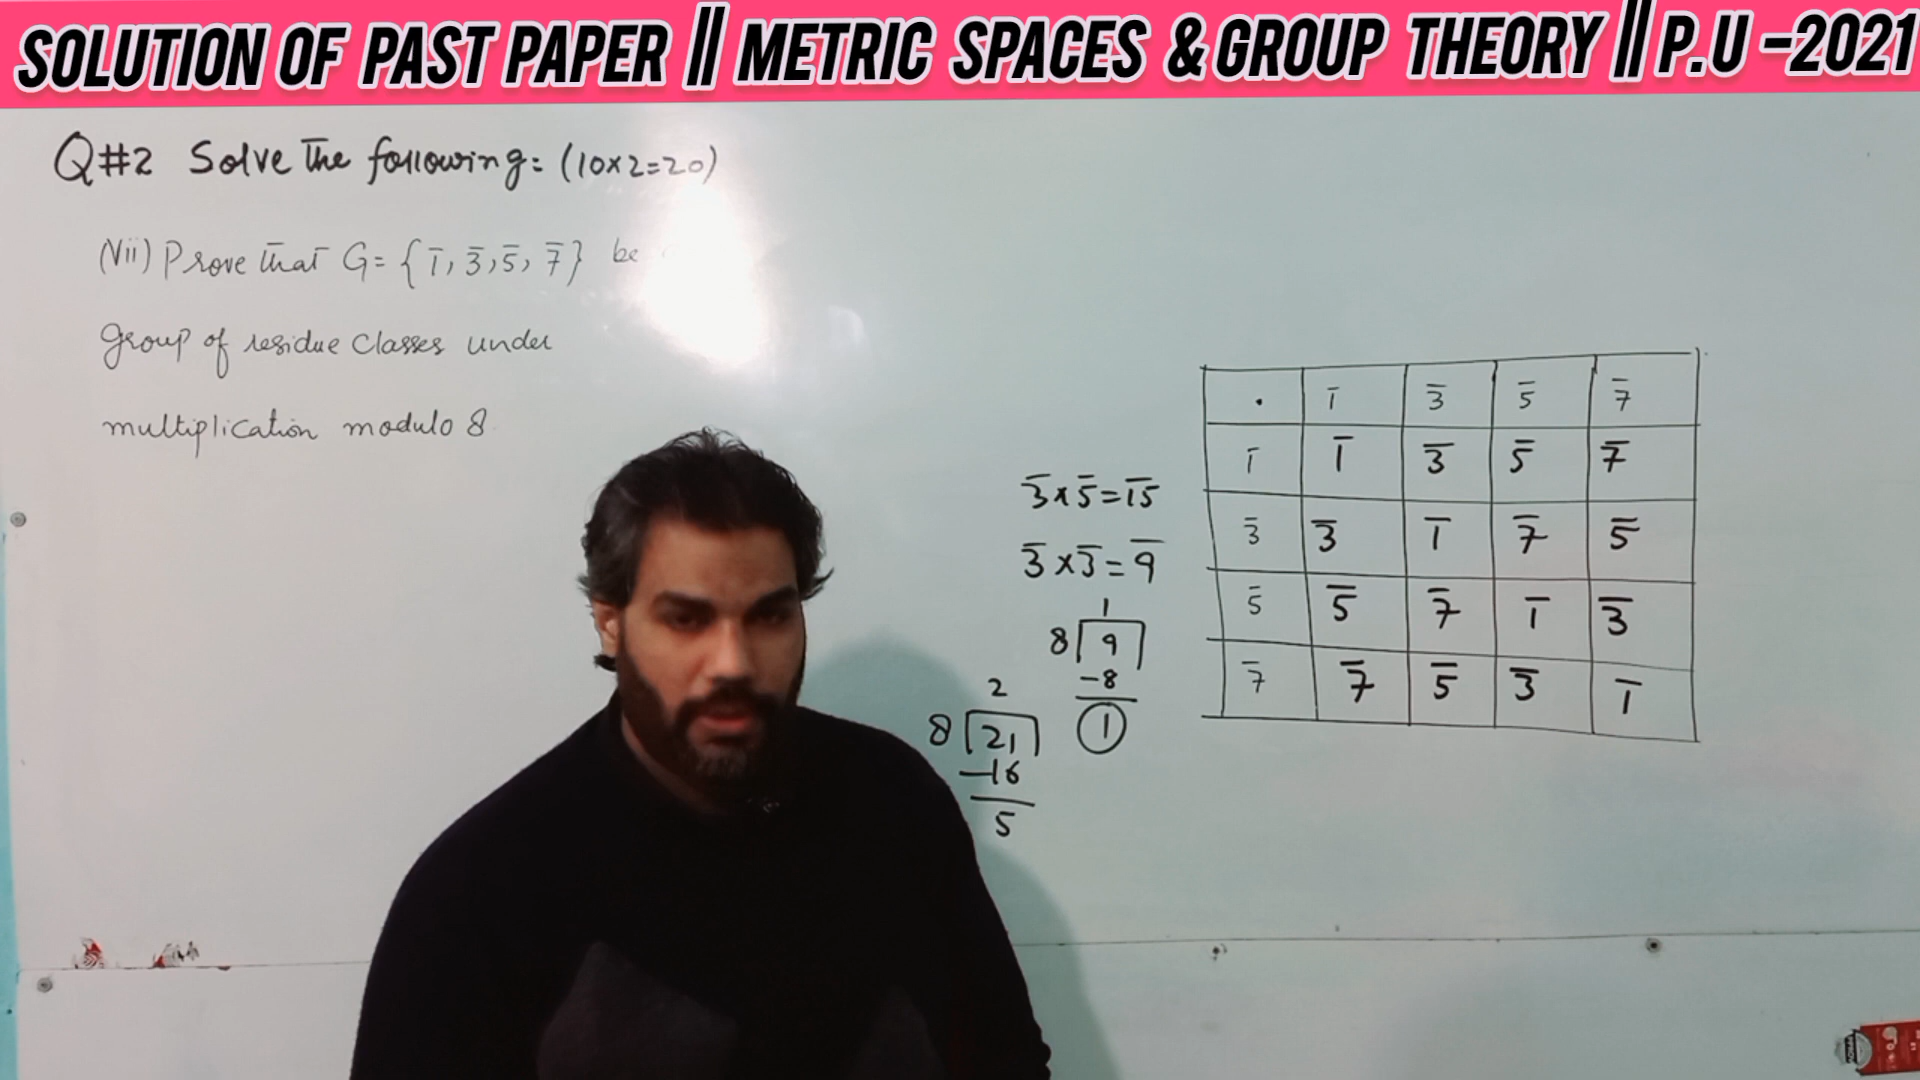 SOLUTION OF PAST PAPER || METRIC SPACES & GROUP THEORY || P.U -2021
Q#2 Solve The following: (10×2=20)
(Vii) Prove that G= { 1̄, 3̄, 5̄, 7̄ } be
group of residue classes under
multiplication modulo 8
3̄ × 5̄ = 1̄5̄
3̄ × 3̄ = 9̄
1
8 9
-8
1
2
8 21
-16
5
· 1̄ 3̄ 5̄ 7̄
1̄ 1̄ 3̄ 5̄ 7̄
3̄ 3̄ 1̄ 7̄ 5̄
5̄ 5̄ 7̄ 1̄ 3̄
7̄ 7̄ 5̄ 3̄ 1̄